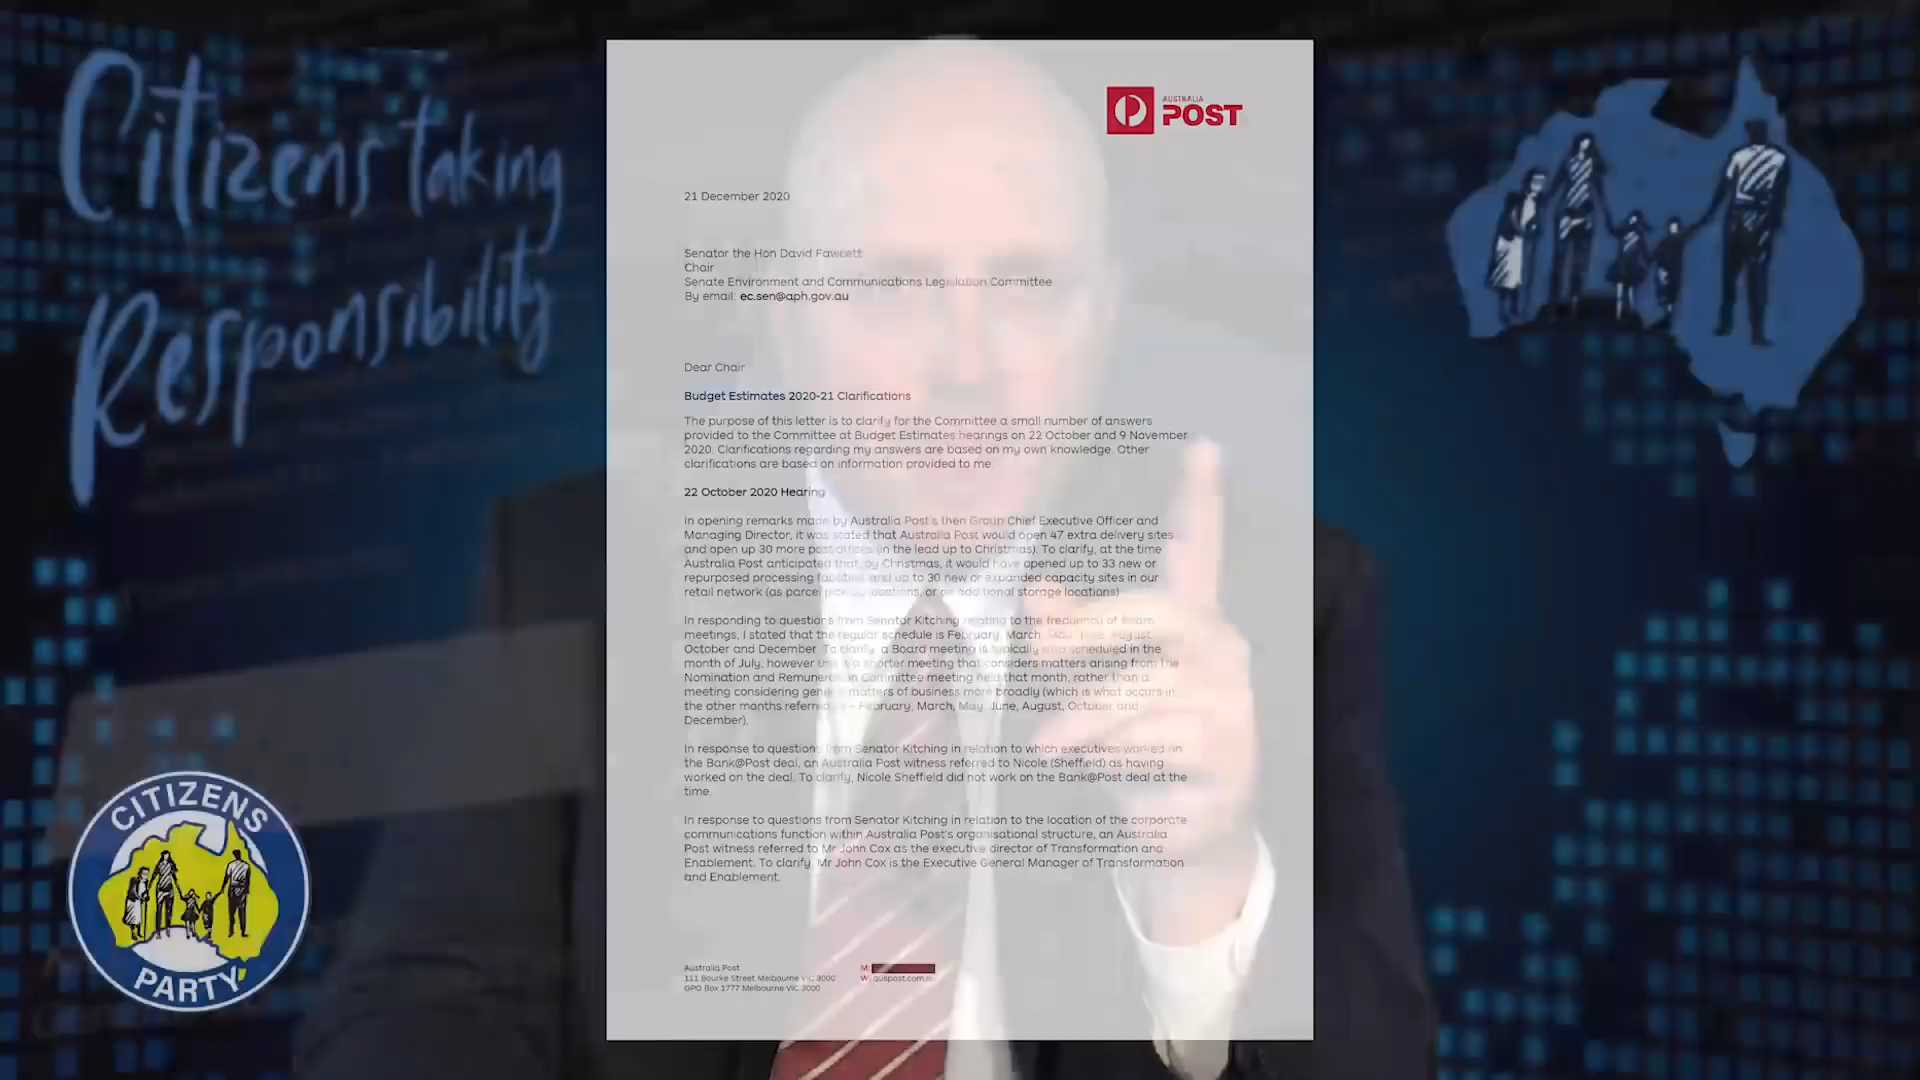 Citizens taking
Responsibility
AUSTRALIA
POST
21 December 2020
Senator the Hon David Fawcett
Chair
Senate Environment and Communications Legislation Committee
By email: ec.sen@aph.gov.au
Dear Chair
Budget Estimates 2020-21 Clarifications
The purpose of this letter is to clarify for the Committee a small number of answers
provided to the Committee at Budget Estimates hearings on 22 October and 9 November
2020. Clarifications regarding my answers are based on my own knowledge. Other
clarifications are based on information provided to me.
22 October 2020 Hearing
In opening remarks made by Australia Post's then Group Chief Executive Officer and
Managing Director, it was stated that Australia Post would open 47 extra delivery sites
and open up 30 more post offices (in the lead up to Christmas). To clarify, at the time
Australia Post anticipated that, by Christmas, it would have opened up to 33 new or
repurposed processing facilities and up to 30 new or expanded capacity sites in our
retail network (as parcel pick up locations, or as additional storage locations)
In responding to questions from Senator Kitching relating to the frequency of Board
meetings, I stated that the regular schedule is February, March, May, June, August,
October and December. To clarify, a Board meeting is typically also scheduled in the
month of July, however this is a shorter meeting that considers matters arising from the
Nomination and Remuneration Committee meeting held that month, rather than a
meeting considering general matters of business more broadly (which is what occurs in
the other months referred to – February, March, May, June, August, October and
December).
In response to questions from Senator Kitching in relation to which executives worked on
the Bank@Post deal, an Australia Post witness referred to Nicole (Sheffield) as having
worked on the deal. To clarify, Nicole Sheffield did not work on the Bank@Post deal at the
time.
In response to questions from Senator Kitching in relation to the location of the corporate
communications function within Australia Post's organisational structure, an Australia
Post witness referred to Mr John Cox as the executive director of Transformation and
Enablement. To clarify, Mr John Cox is the Executive General Manager of Transformation
and Enablement.
Australia Post
111 Bourke Street Melbourne VIC 3000
GPO Box 1777 Melbourne VIC 3000
M:
W: auspost.com.au
CITIZENS
PARTY